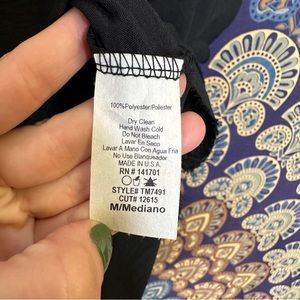 100%Polyester/Poliester
Dry Clean
Hand Wash Cold
Do Not Bleach
Lavar En Seco
Lavar A Mano Con Agua Fria
No Use Blanqueador
MADE IN U.S.A.
RN # 141701
STYLE# TM7491
CUT# 12615
M/Mediano